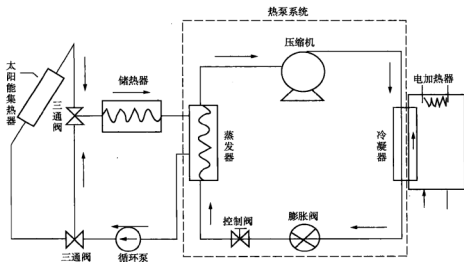 热泵系统
压缩机
太阳能集热器
三通阀
储热器
电加热器
蒸发器
冷凝器
控制阀
膨胀阀
三通阀
循环泵